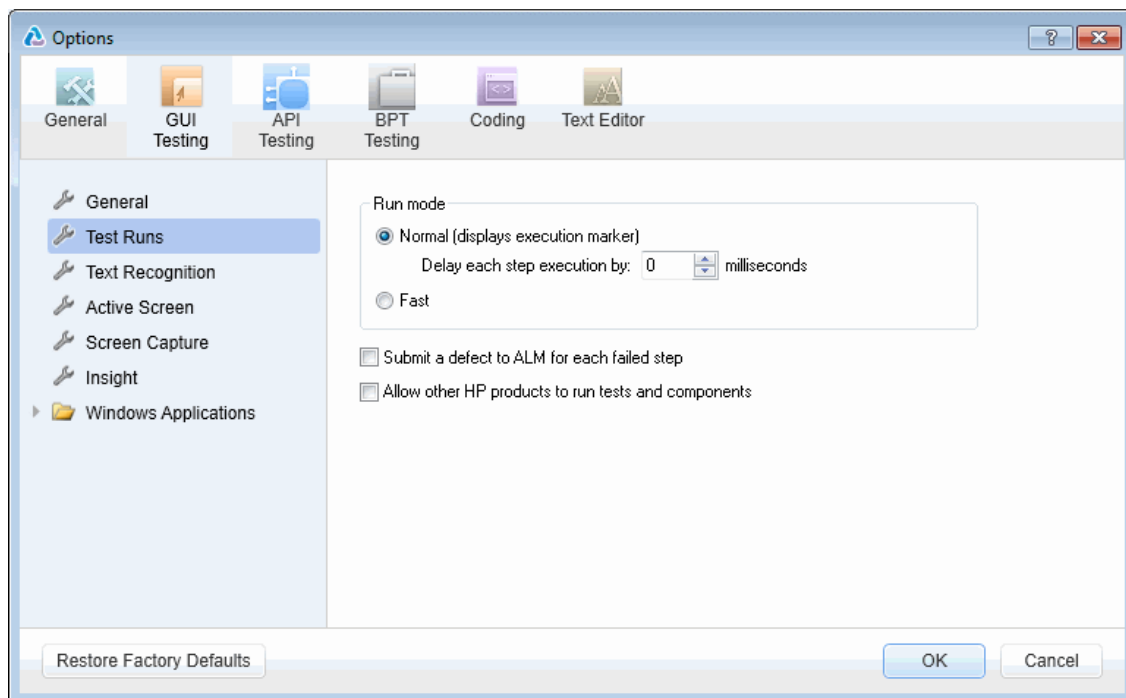 Options
General
GUI
Testing
API
Testing
BPT
Testing
Coding
Text Editor
General
Test Runs
Text Recognition
Active Screen
Screen Capture
Insight
Windows Applications
Run mode
Normal (displays execution marker)
Delay each step execution by: 0 milliseconds
Fast
Submit a defect to ALM for each failed step
Allow other HP products to run tests and components
Restore Factory Defaults
OK
Cancel